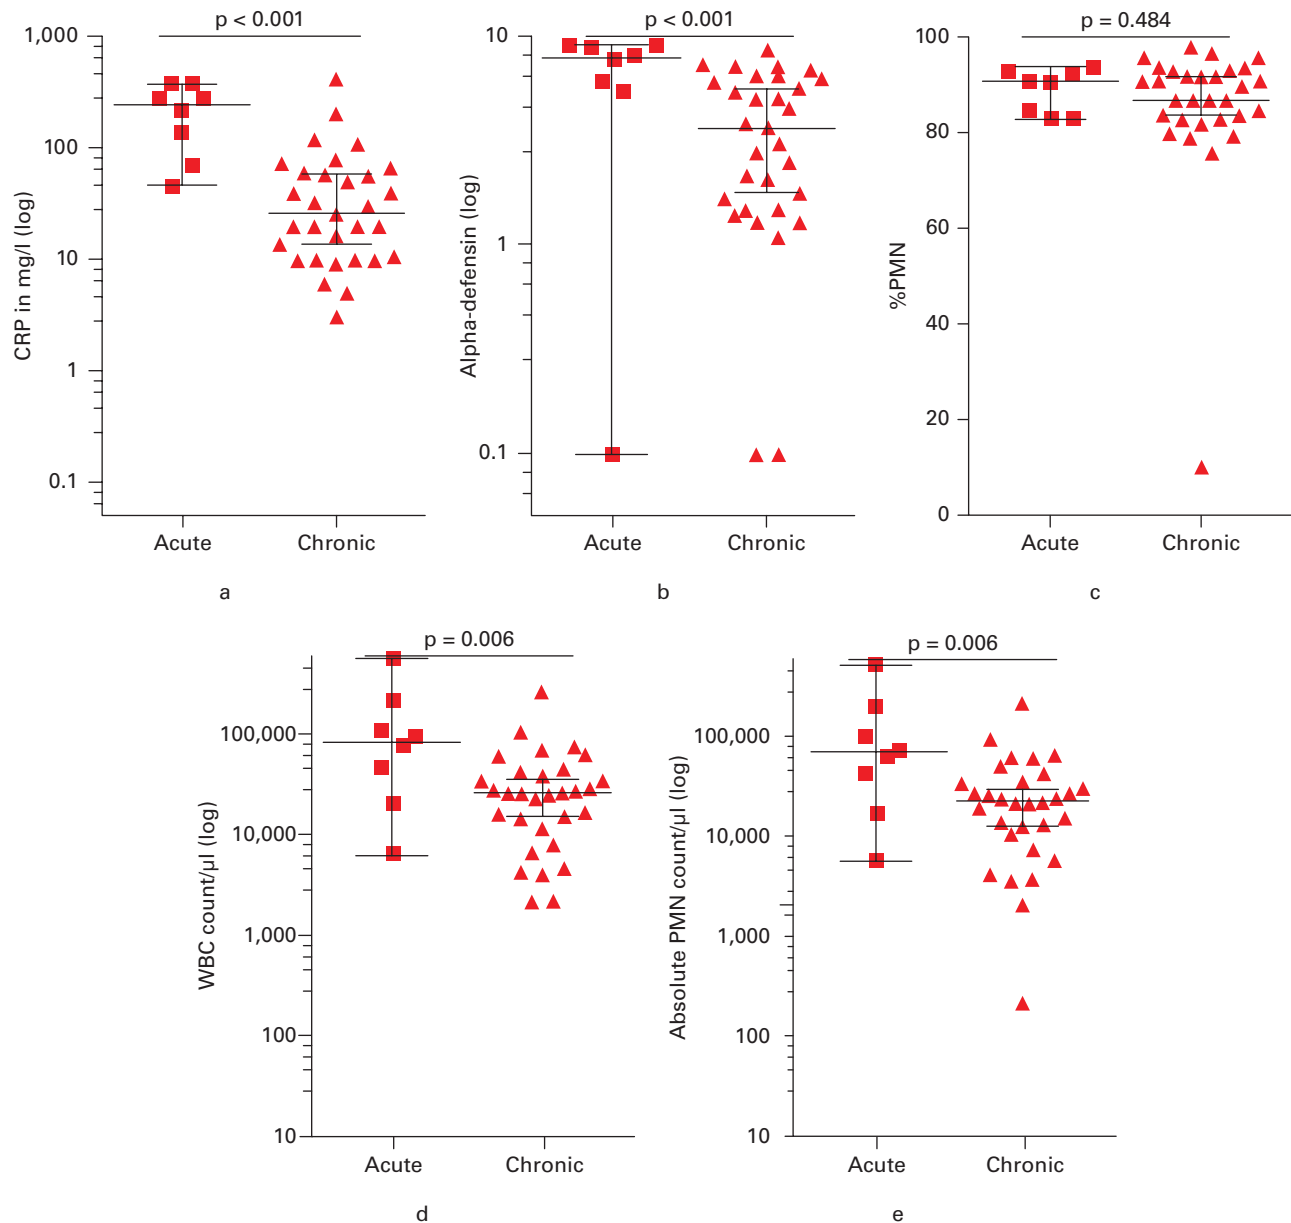 p < 0.001
1,000
100
10
1
0.1
CRP in mg/l (log)
Acute
Chronic
a
p < 0.001
10
1
0.1
Alpha-defensin (log)
Acute
Chronic
b
p = 0.484
100
80
60
40
20
0
%PMN
Acute
Chronic
c
p = 0.006
100,000
10,000
1,000
100
10
WBC count/µl (log)
Acute
Chronic
d
p = 0.006
100,000
10,000
1,000
100
10
Absolute PMN count/µl (log)
Acute
Chronic
e